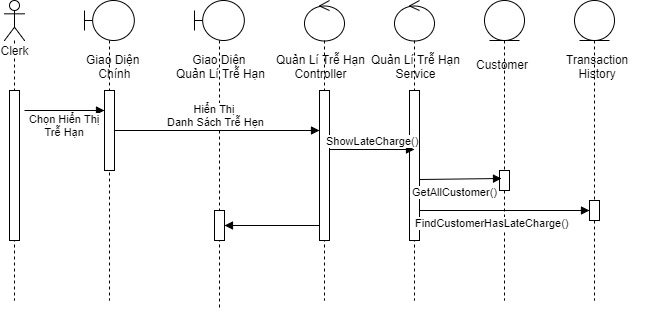 Clerk
Giao Diện
Chính
Giao Diện
Quản Lí Trễ Hạn
Quản Lí Trễ Hạn
Controller
Quản Lí Trễ Hạn
Service
Customer
Transaction
History
Chọn Hiển Thị
Trễ Hạn
Hiển Thị
Danh Sách Trễ Hẹn
ShowLateCharge()
GetAllCustomer()
FindCustomerHasLateCharge()